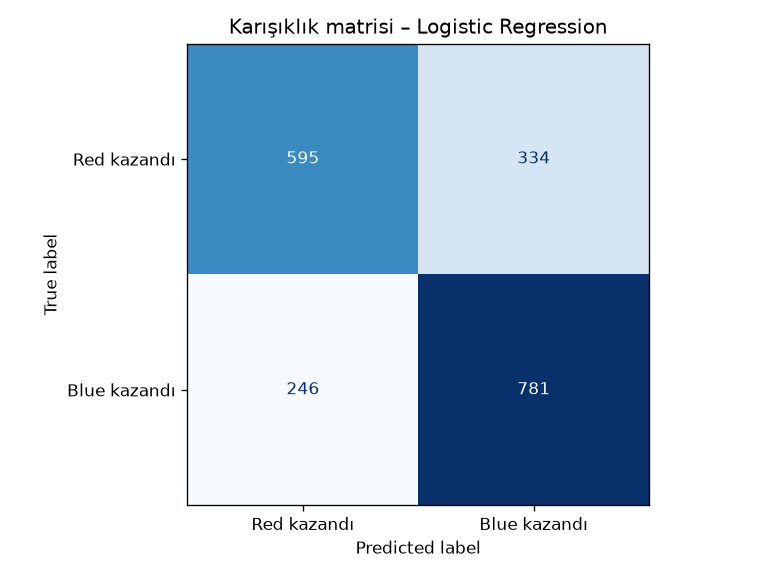 Karışıklık matrisi – Logistic Regression
Red kazandı
595
334
True label
Blue kazandı
246
781
Red kazandı
Blue kazandı
Predicted label